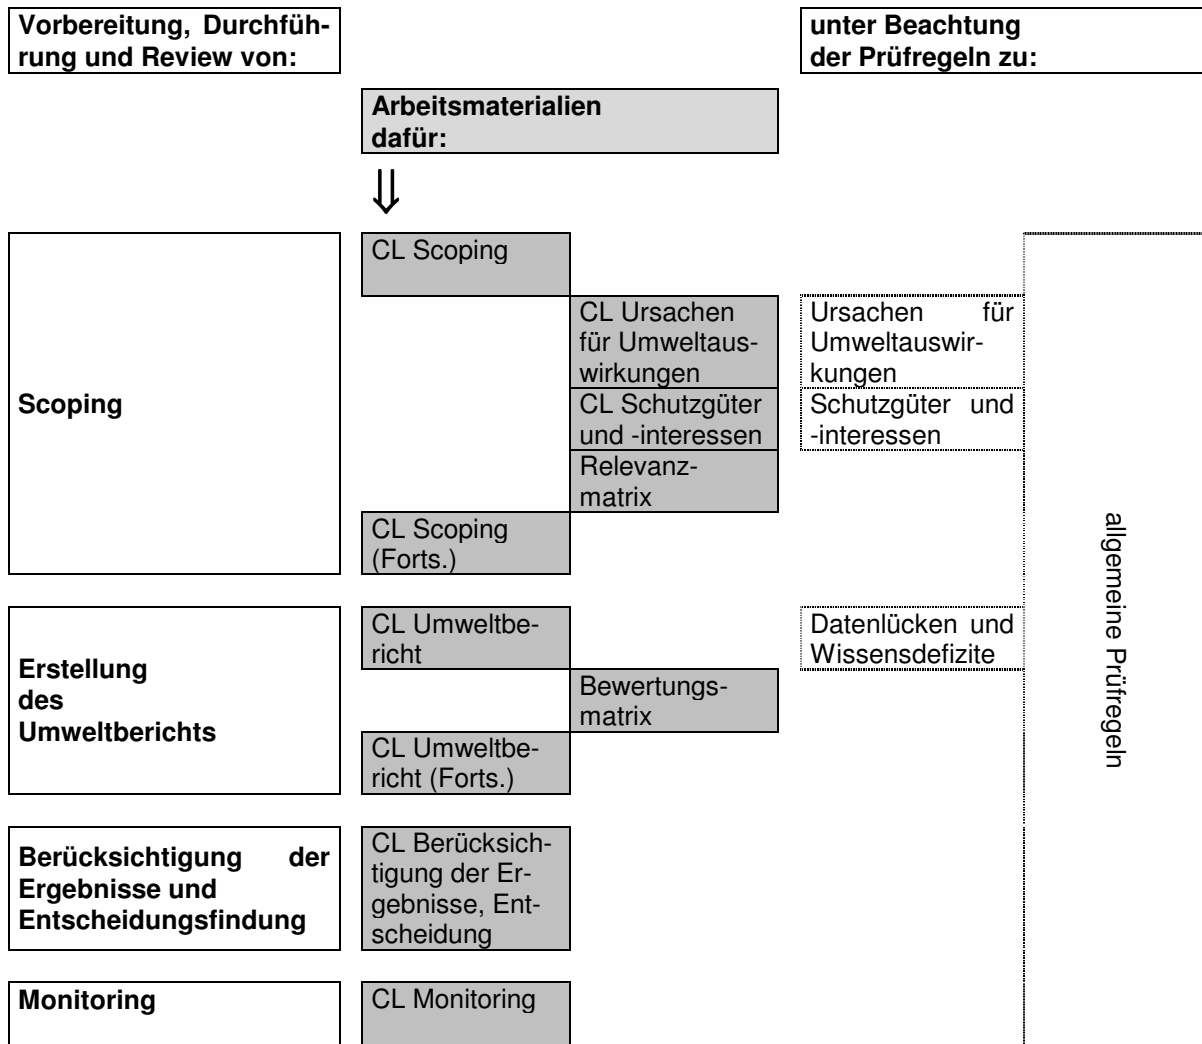 Vorbereitung, Durchfüh-
rung und Review von:
unter Beachtung
der Prüfregeln zu:
Arbeitsmaterialien
dafür:
Scoping
CL Scoping
CL Ursachen
für Umweltaus-
wirkungen
Ursachen für
Umweltauswir-
kungen
CL Schutzgüter
und -interessen
Schutzgüter und
-interessen
Relevanz-
matrix
CL Scoping
(Forts.)
allgemeine Prüfregeln
Erstellung
des
Umweltberichts
CL Umweltbe-
richt
Datenlücken und
Wissensdefizite
Bewertungs-
matrix
CL Umweltbe-
richt (Forts.)
Berücksichtigung der
Ergebnisse und
Entscheidungsfindung
CL Berücksich-
tigung der Er-
gebnisse, Ent-
scheidung
Monitoring
CL Monitoring